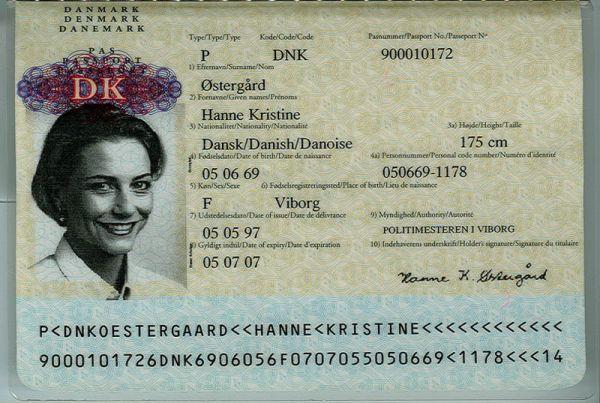 DANMARK
DENMARK
DANEMARK
PAS
PASSPORT
DK
Type/Type/Type Kode/Code/Code Pasnummer/Passport No./Passeport Nº
P DNK 900010172
1) Efternavn/Surname/Nom
Østergård
2) Fornavne/Given names/Prénoms
Hanne Kristine
3) Nationalitet/Nationality/Nationalité 3a) Højde/Height/Taille
Dansk/Danish/Danoise 175 cm
4) Fødselsdato/Date of birth/Date de naissance 4a) Personnummer/Personal code number/Numéro d'identité
05 06 69 050669-1178
5) Køn/Sex/Sexe 6) Fødselsregistreringssted/Place of birth/Lieu de naissance
F Viborg
7) Udstedelsesdato/Date of issue/Date de délivrance 9) Myndighed/Authority/Autorité
05 05 97 POLITIMESTEREN I VIBORG
8) Gyldigt indtil/Date of expiry/Date d'expiration 10) Indehaverens underskrift/Holder's signature/Signature du titulaire
05 07 07
Hanne K. Østergård
P<DNKOESTERGAARD<<HANNE<KRISTINE<<<<<<<<<<<<
9000101726DNK6906056F0707055050669<1178<<<14